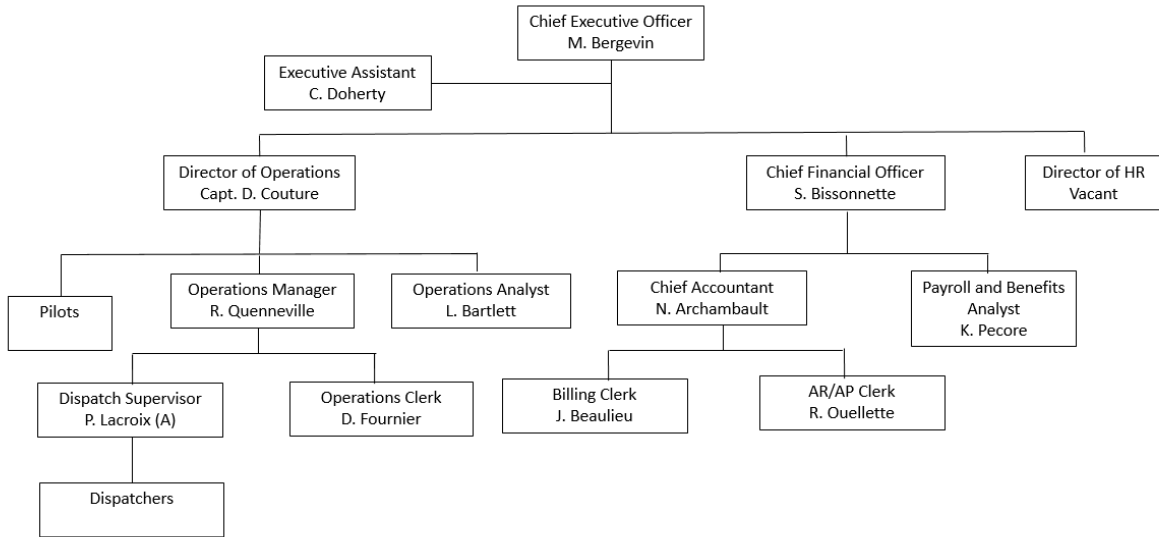 Chief Executive Officer
M. Bergevin
Executive Assistant
C. Doherty
Director of Operations
Capt. D. Couture
Chief Financial Officer
S. Bissonnette
Director of HR
Vacant
Pilots
Operations Manager
R. Quenneville
Operations Analyst
L. Bartlett
Chief Accountant
N. Archambault
Payroll and Benefits
Analyst
K. Pecore
Dispatch Supervisor
P. Lacroix (A)
Operations Clerk
D. Fournier
Billing Clerk
J. Beaulieu
AR/AP Clerk
R. Ouellette
Dispatchers